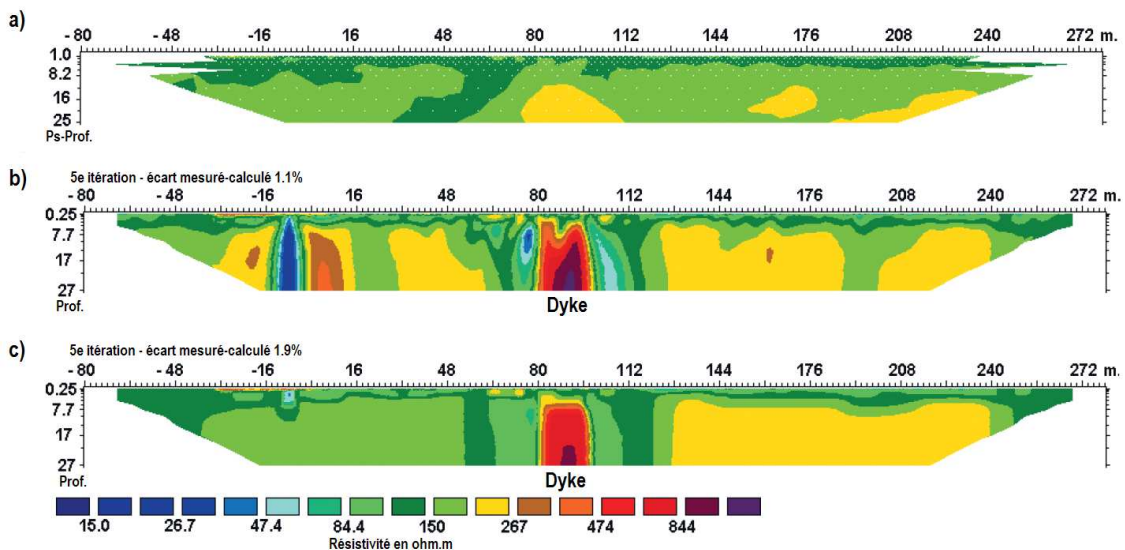 a)
- 80 - 48 -16 16 48 80 112 144 176 208 240 272 m.
1.0
8.2
16
25
Ps-Prof.
b)
5e itération - écart mesuré-calculé 1.1%
- 80 - 48 -16 16 48 80 112 144 176 208 240 272 m.
0.25
7.7
17
27
Prof.
Dyke
c)
5e itération - écart mesuré-calculé 1.9%
- 80 - 48 -16 16 48 80 112 144 176 208 240 272 m.
0.25
7.7
17
27
Prof.
Dyke
15.0 26.7 47.4 84.4 150 267 474 844
Résistivité en ohm.m